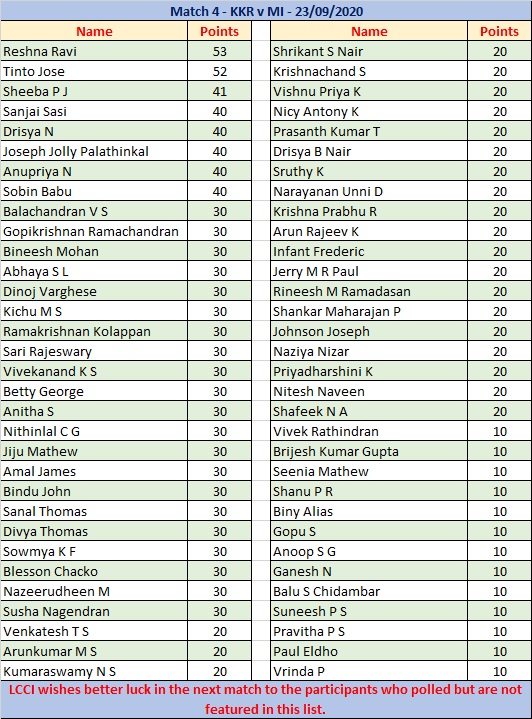 Match 4 - KKR v MI - 23/09/2020
Name Points Name Points
Reshna Ravi 53 Shrikant S Nair 20
Tinto Jose 52 Krishnachand S 20
Sheeba P J 41 Vishnu Priya K 20
Sanjai Sasi 40 Nicy Antony K 20
Drisya N 40 Prasanth Kumar T 20
Joseph Jolly Palathinkal 40 Drisya B Nair 20
Anupriya N 40 Sruthy K 20
Sobin Babu 40 Narayanan Unni D 20
Balachandran V S 30 Krishna Prabhu R 20
Gopikrishnan Ramachandran 30 Arun Rajeev K 20
Bineesh Mohan 30 Infant Frederic 20
Abhaya S L 30 Jerry M R Paul 20
Dinoj Varghese 30 Rineesh M Ramadasan 20
Kichu M S 30 Shankar Maharajan P 20
Ramakrishnan Kolappan 30 Johnson Joseph 20
Sari Rajeswary 30 Naziya Nizar 20
Vivekanand K S 30 Priyadharshini K 20
Betty George 30 Nitesh Naveen 20
Anitha S 30 Shafeek N A 20
Nithinlal C G 30 Vivek Rathindran 10
Jiju Mathew 30 Brijesh Kumar Gupta 10
Amal James 30 Seenia Mathew 10
Bindu John 30 Shanu P R 10
Sanal Thomas 30 Biny Alias 10
Divya Thomas 30 Gopu S 10
Sowmya K F 30 Anoop S G 10
Blesson Chacko 30 Ganesh N 10
Nazeerudheen M 30 Balu S Chidambar 10
Susha Nagendran 30 Suneesh P S 10
Venkatesh T S 20 Pravitha P S 10
Arunkumar M S 20 Paul Eldho 10
Kumaraswamy N S 20 Vrinda P 10
LCCI wishes better luck in the next match to the participants who polled but are not
featured in this list.